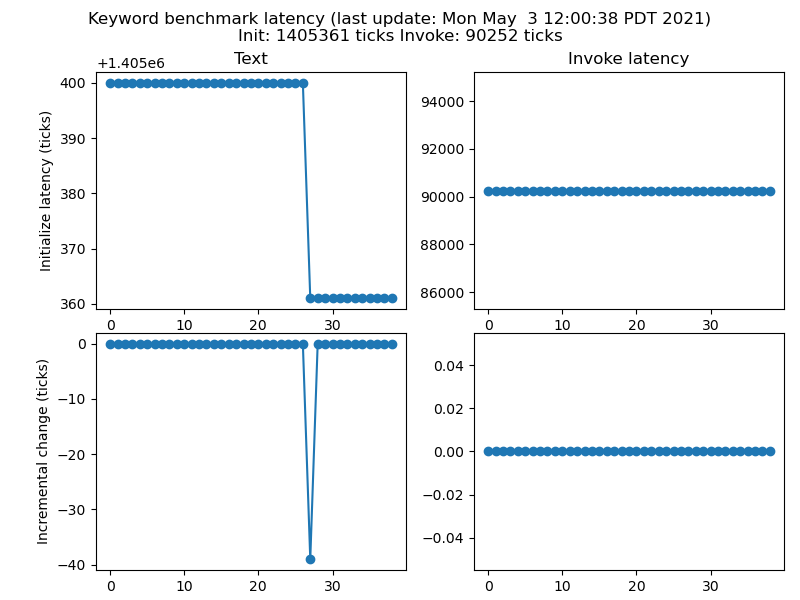 Keyword benchmark latency (last update: Mon May  3 12:00:38 PDT 2021)
Init: 1405361 ticks Invoke: 90252 ticks
+1.405e6
Text
Invoke latency
Initialize latency (ticks)
400
390
380
370
360
0 10 20 30
94000
92000
90000
88000
86000
0 10 20 30
Incremental change (ticks)
0
−10
−20
−30
−40
0 10 20 30
0.04
0.02
0.00
−0.02
−0.04
0 10 20 30